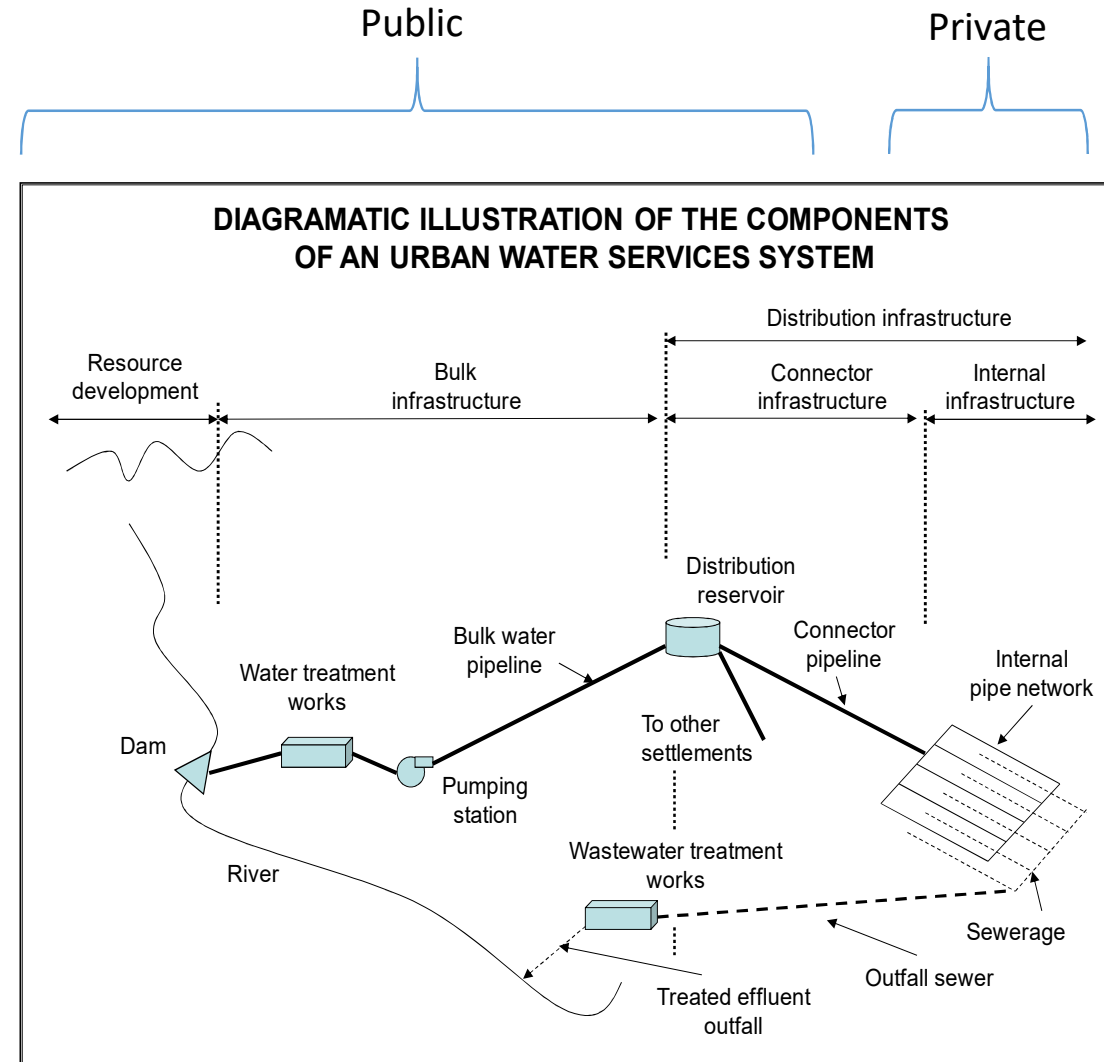 Public
Private
DIAGRAMATIC ILLUSTRATION OF THE COMPONENTS
OF AN URBAN WATER SERVICES SYSTEM
Distribution infrastructure
Resource
development
Bulk
infrastructure
Connector
infrastructure
Internal
infrastructure
Distribution
reservoir
Bulk water
pipeline
Connector
pipeline
Internal
pipe network
Water treatment
works
Dam
To other
settlements
Pumping
station
River
Wastewater treatment
works
Sewerage
Outfall sewer
Treated effluent
outfall